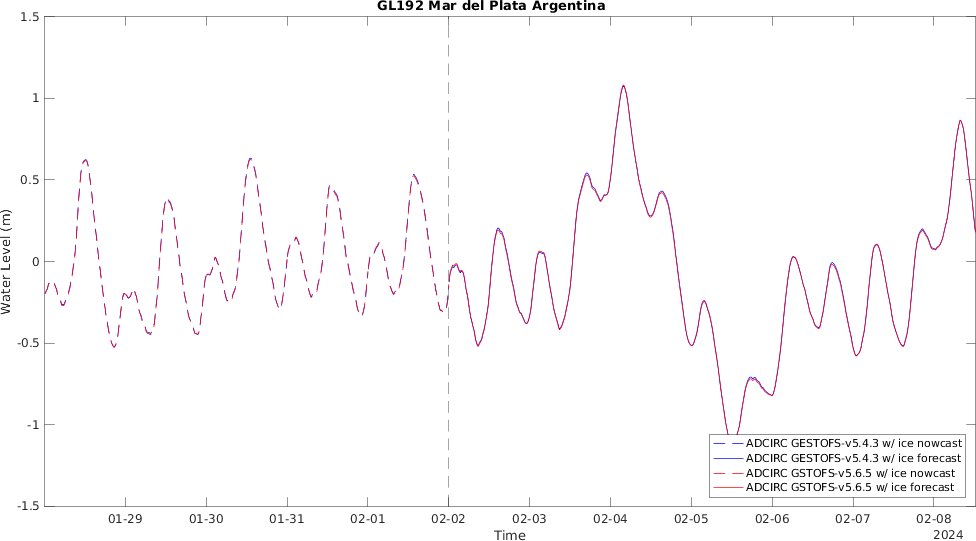 GL192 Mar del Plata Argentina
1.5
1
0.5
0
-0.5
-1
-1.5
Water Level (m)
ADCIRC GESTOFS-v5.4.3 w/ ice nowcast
ADCIRC GESTOFS-v5.4.3 w/ ice forecast
ADCIRC GSTOFS-v5.6.5 w/ ice nowcast
ADCIRC GSTOFS-v5.6.5 w/ ice forecast
01-29 01-30 01-31 02-01 02-02 02-03 02-04 02-05 02-06 02-07 02-08
Time 2024